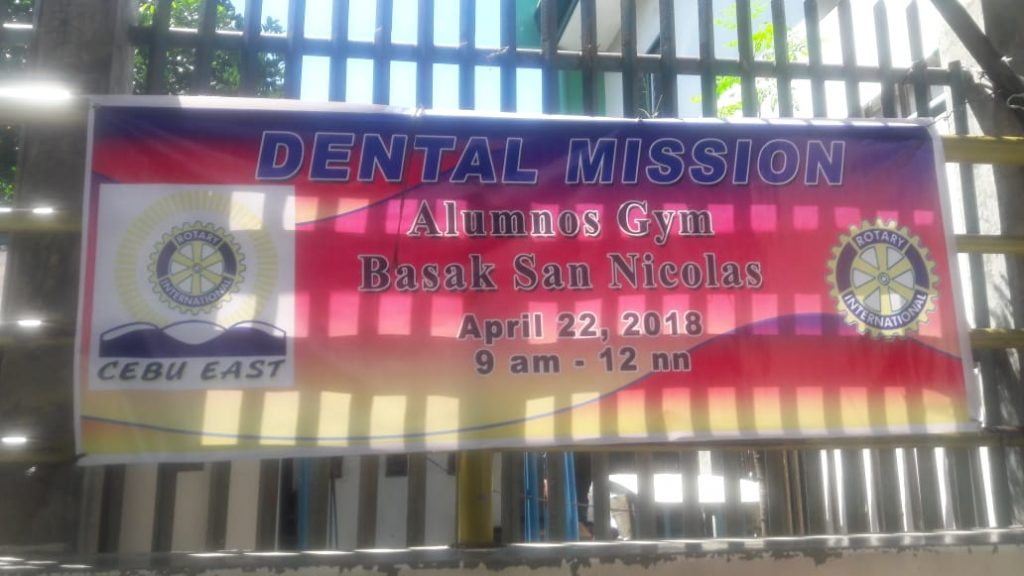 DENTAL MISSION
Alumnos Gym
Basak San Nicolas
April 22, 2018
9 am - 12 nn
ROTARY
INTERNATIONAL
CEBU EAST
ROTARY
INTERNATIONAL